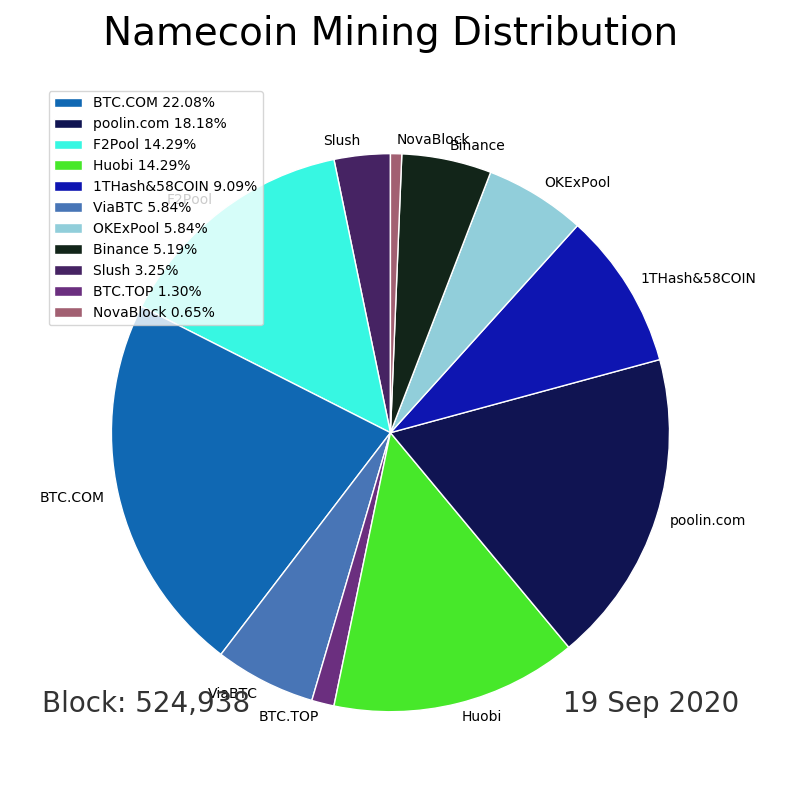 Namecoin Mining Distribution
BTC.COM 22.08%
poolin.com 18.18%
F2Pool 14.29%
Huobi 14.29%
1THash&58COIN 9.09%
ViaBTC 5.84%
OKExPool 5.84%
Binance 5.19%
Slush 3.25%
BTC.TOP 1.30%
NovaBlock 0.65%
Slush
NovaBlock
Binance
OKExPool
F2Pool
1THash&58COIN
BTC.COM
poolin.com
ViaBTC
BTC.TOP
Huobi
Block: 524,938
19 Sep 2020